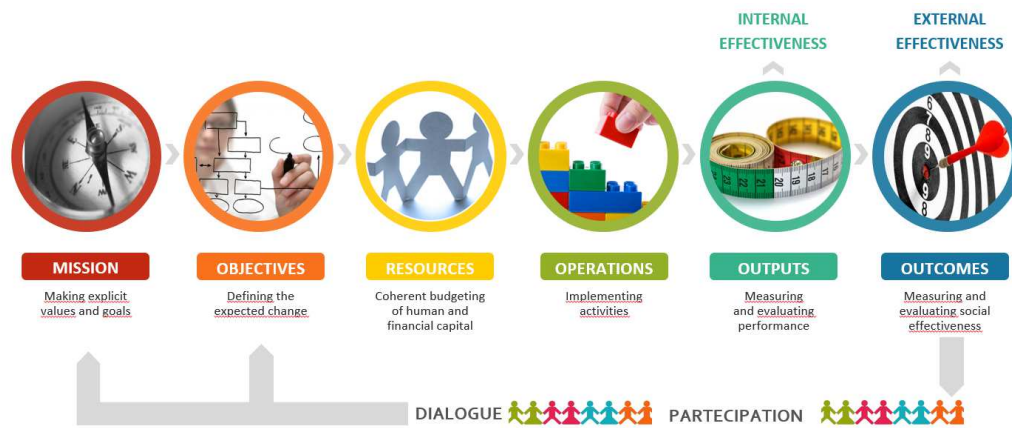 INTERNAL
EFFECTIVENESS
EXTERNAL
EFFECTIVENESS
MISSION
Making explicit
values and goals
OBJECTIVES
Defining the
expected change
RESOURCES
Coherent budgeting
of human and
financial capital
OPERATIONS
Implementing
activities
OUTPUTS
Measuring
and evaluating
performance
OUTCOMES
Measuring and
evaluating social
effectiveness
DIALOGUE
PARTECIPATION